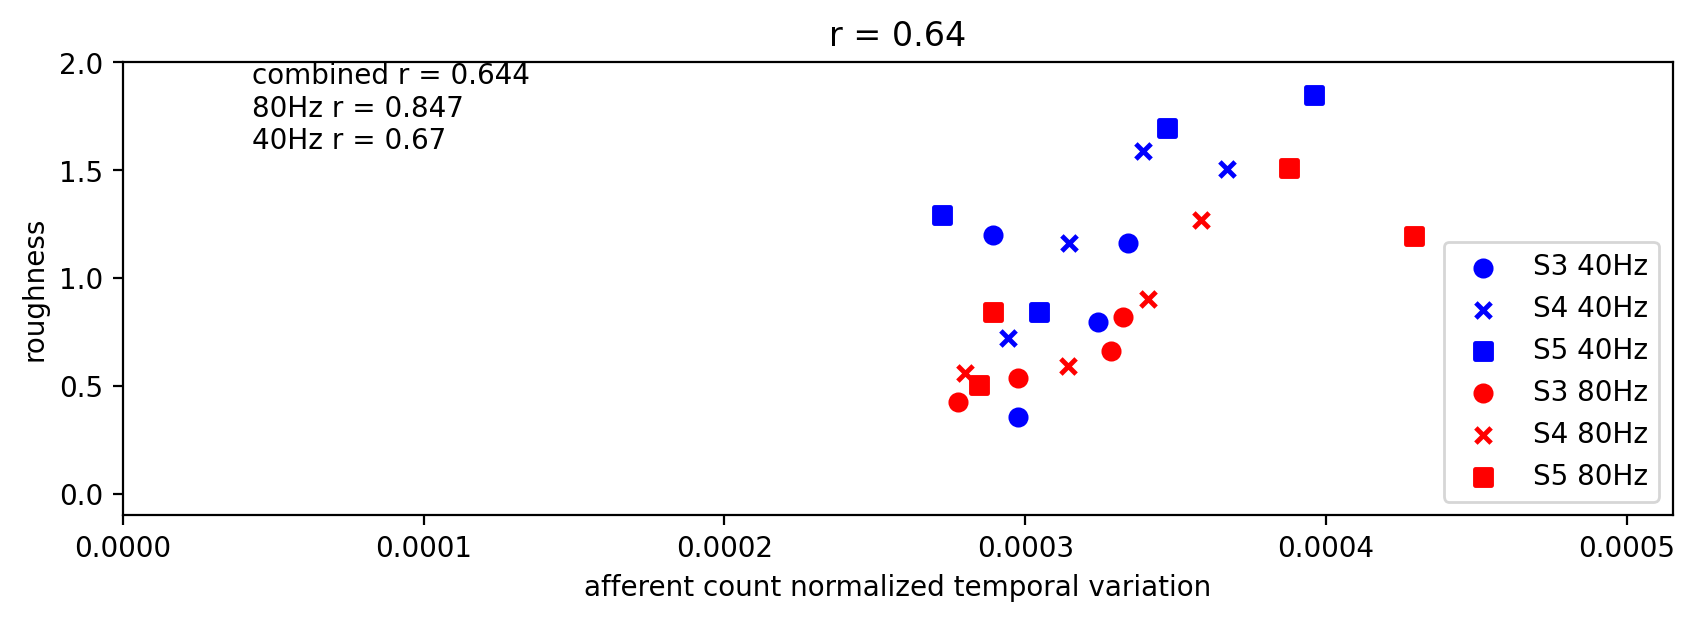 r = 0.64
combined r = 0.644
80Hz r = 0.847
40Hz r = 0.67
2.0
1.5
1.0
0.5
0.0
roughness
S3 40Hz
S4 40Hz
S5 40Hz
S3 80Hz
S4 80Hz
S5 80Hz
0.0000 0.0001 0.0002 0.0003 0.0004 0.0005
afferent count normalized temporal variation